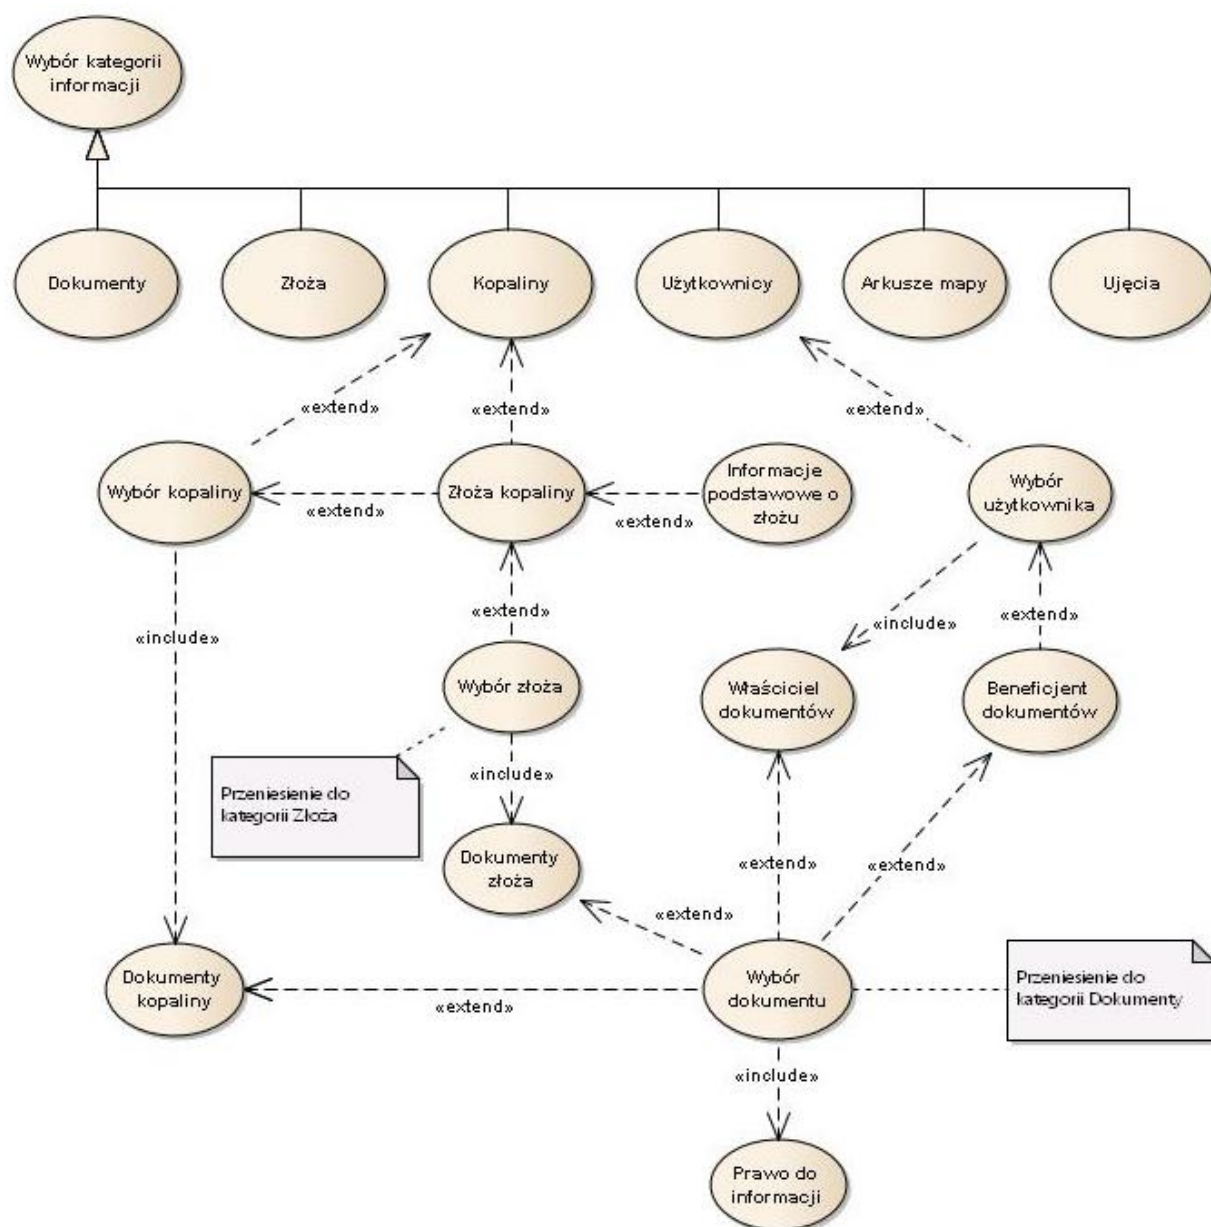 Wybór kategorii
informacji
Dokumenty
Złoża
Kopaliny
Użytkownicy
Arkusze mapy
Ujęcia
«extend»
«extend»
«extend»
Wybór kopaliny
Złoża kopaliny
Informacje
podstawowe o
złożu
Wybór
użytkownika
«extend»
«extend»
«include»
«extend»
«include»
«extend»
Wybór złoża
Właściciel
dokumentów
Beneficjent
dokumentów
Przeniesienie do
kategorii Złoża
«include»
Dokumenty
złoża
«extend»
«extend»
«extend»
Dokumenty
kopaliny
«extend»
Wybór
dokumentu
Przeniesienie do
kategorii Dokumenty
«include»
Prawo do
informacji